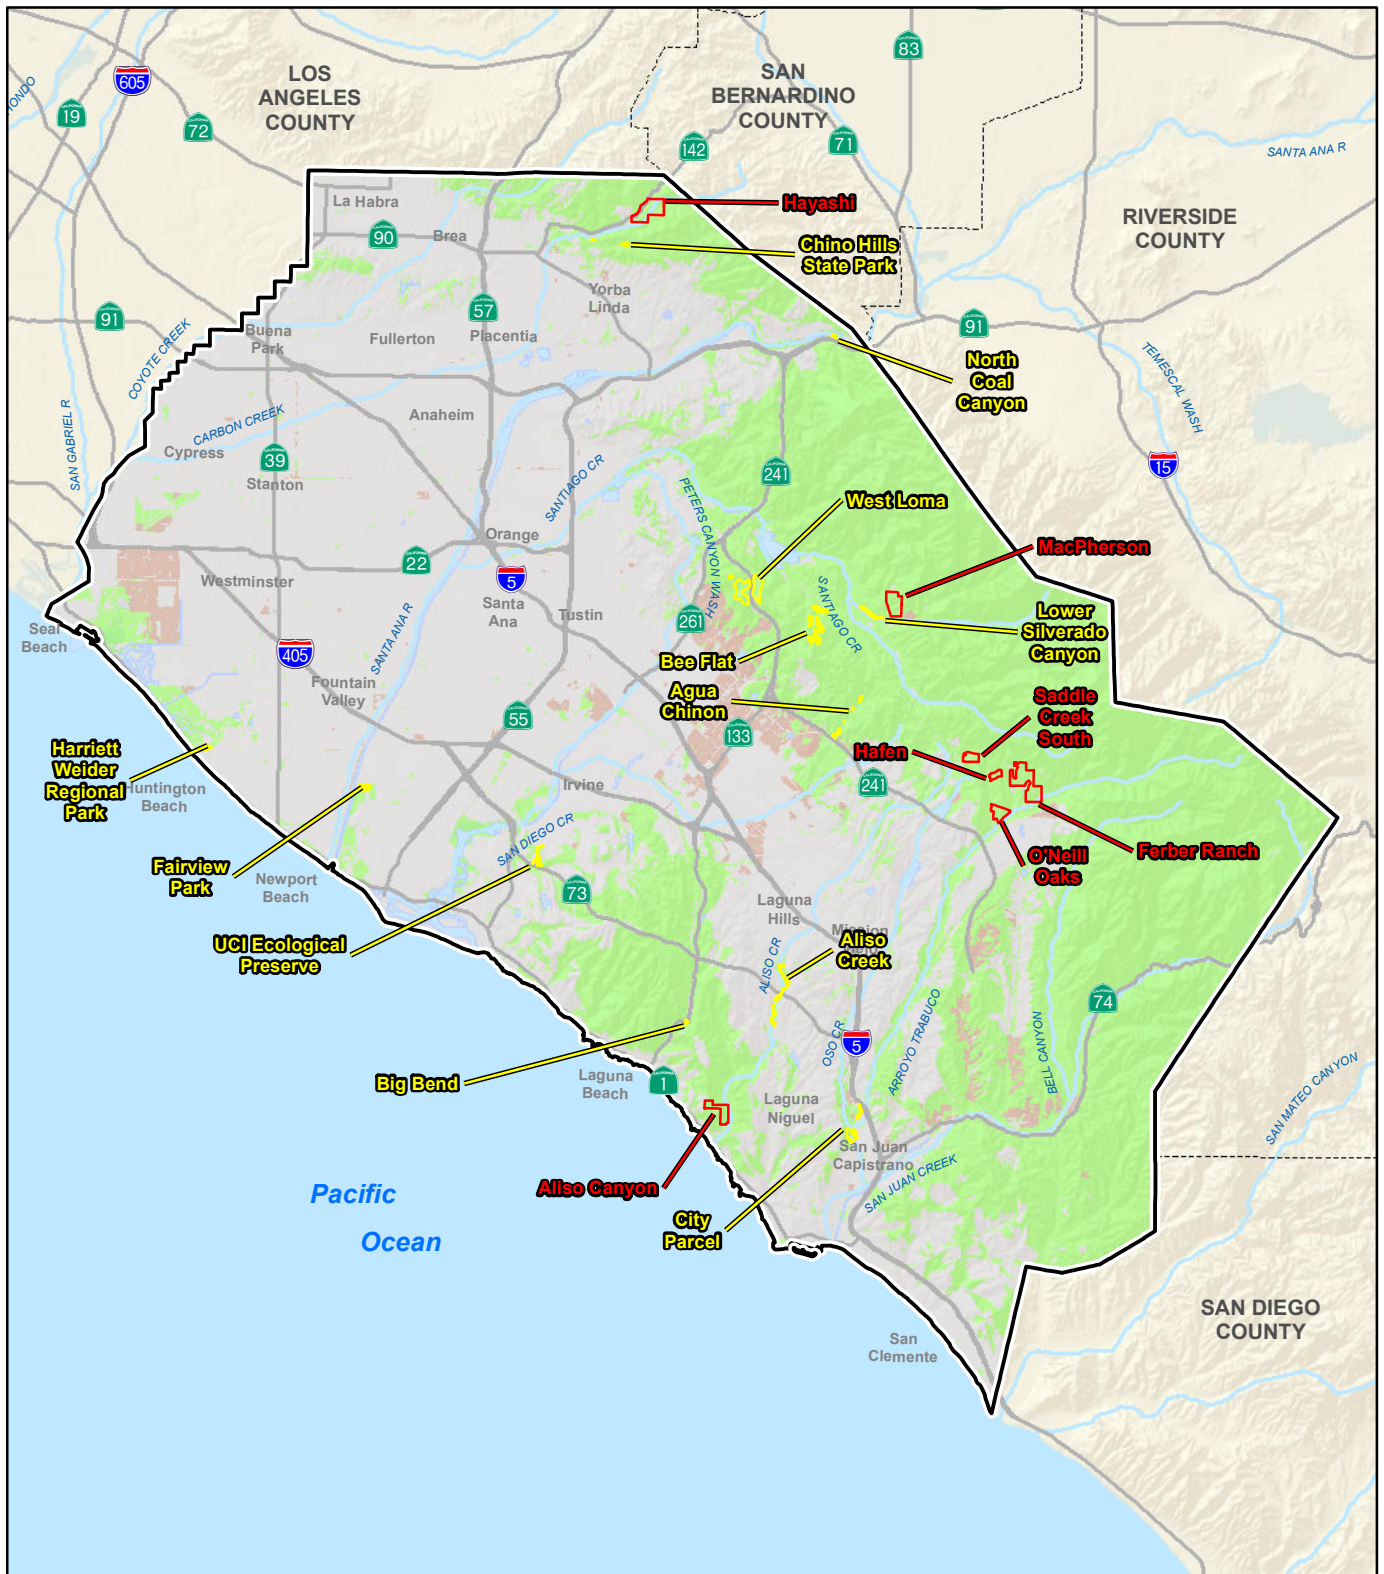 LOS
ANGELES
COUNTY
SAN
BERNARDINO
COUNTY
RIVERSIDE
COUNTY
SAN DIEGO
COUNTY
605
19
72
142
83
71
SANTA ANA R
La Habra
90
Brea
Hayashi
Chino Hills
State Park
Yorba
Linda
57
91
Buena
Park
Fullerton
Placentia
91
COYOTE CREEK
North
Coal
Canyon
TEMESCAL WASH
SAN GABRIEL R
CARBON CREEK
Anaheim
Cypress
39
Stanton
241
15
SANTIAGO CR
PETERS CANYON WASH
West Loma
Orange
22
MacPherson
Westminster
5
Santa
Ana
Tustin
261
SANTIAGO CR
Lower
Silverado
Canyon
Seal
Beach
SANTA ANA R
405
Bee Flat
Fountain
Valley
Agua
Chinon
Saddle
Creek
South
55
133
Hafen
241
Harriett
Weider
Regional
Park
Huntington
Beach
Irvine
SAN DIEGO CR
Ferber Ranch
O'Neill
Oaks
Fairview
Park
Newport
Beach
73
Laguna
Hills
UCI Ecological
Preserve
Aliso
Creek
ALISO CR
74
OSO CR
ARROYO TRABUCO
BELL CANYON
5
Big Bend
Laguna
Beach
1
Laguna
Niguel
SAN MATEO CANYON
San Juan
Capistrano
SAN JUAN CREEK
Aliso Canyon
City
Parcel
Pacific
Ocean
San
Clemente